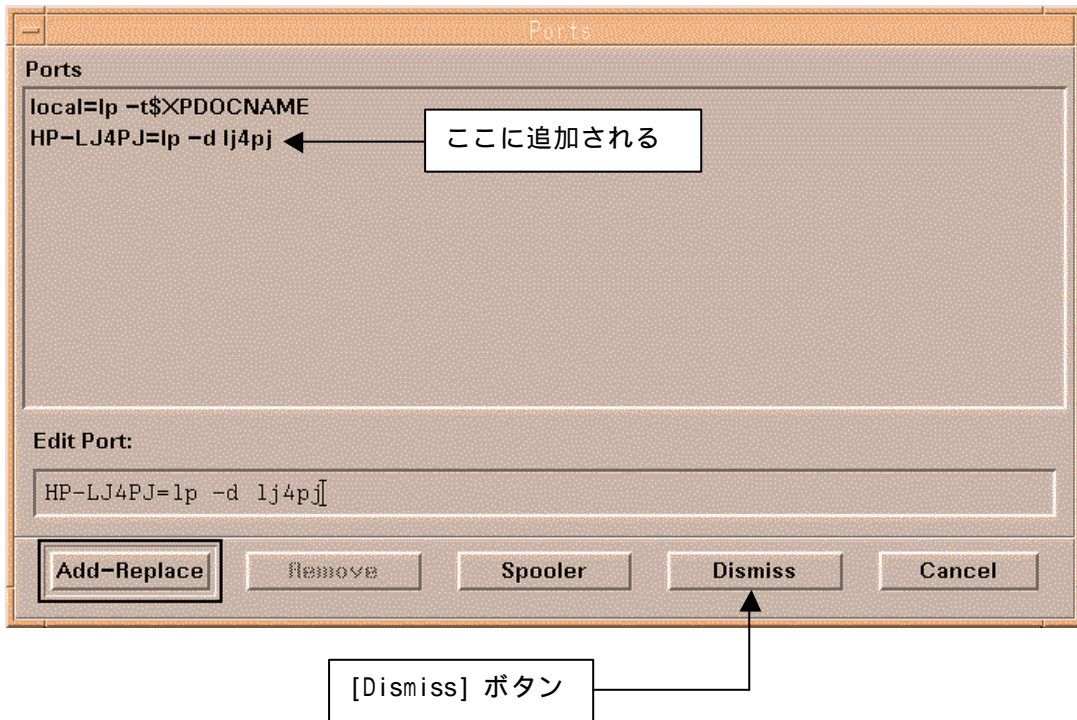 Ports
Ports
local=lp -t$XPDOCNAME
HP-LJ4PJ=lp -d lj4pj
ここに追加される
Edit Port:
HP-LJ4PJ=lp -d lj4pj
Add-Replace Remove Spooler Dismiss Cancel
[Dismiss] ボタン